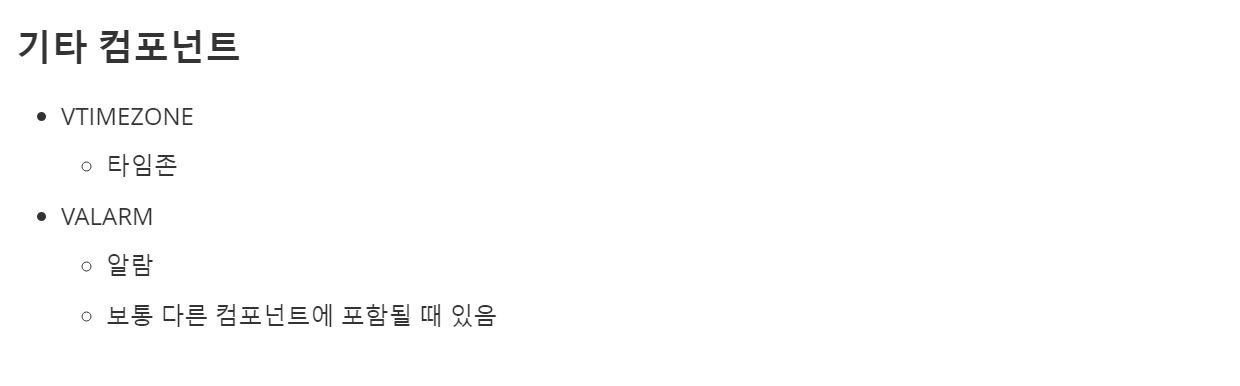 기타 컴포넌트
VTIMEZONE
타임존
VALARM
알람
보통 다른 컴포넌트에 포함될 때 있음